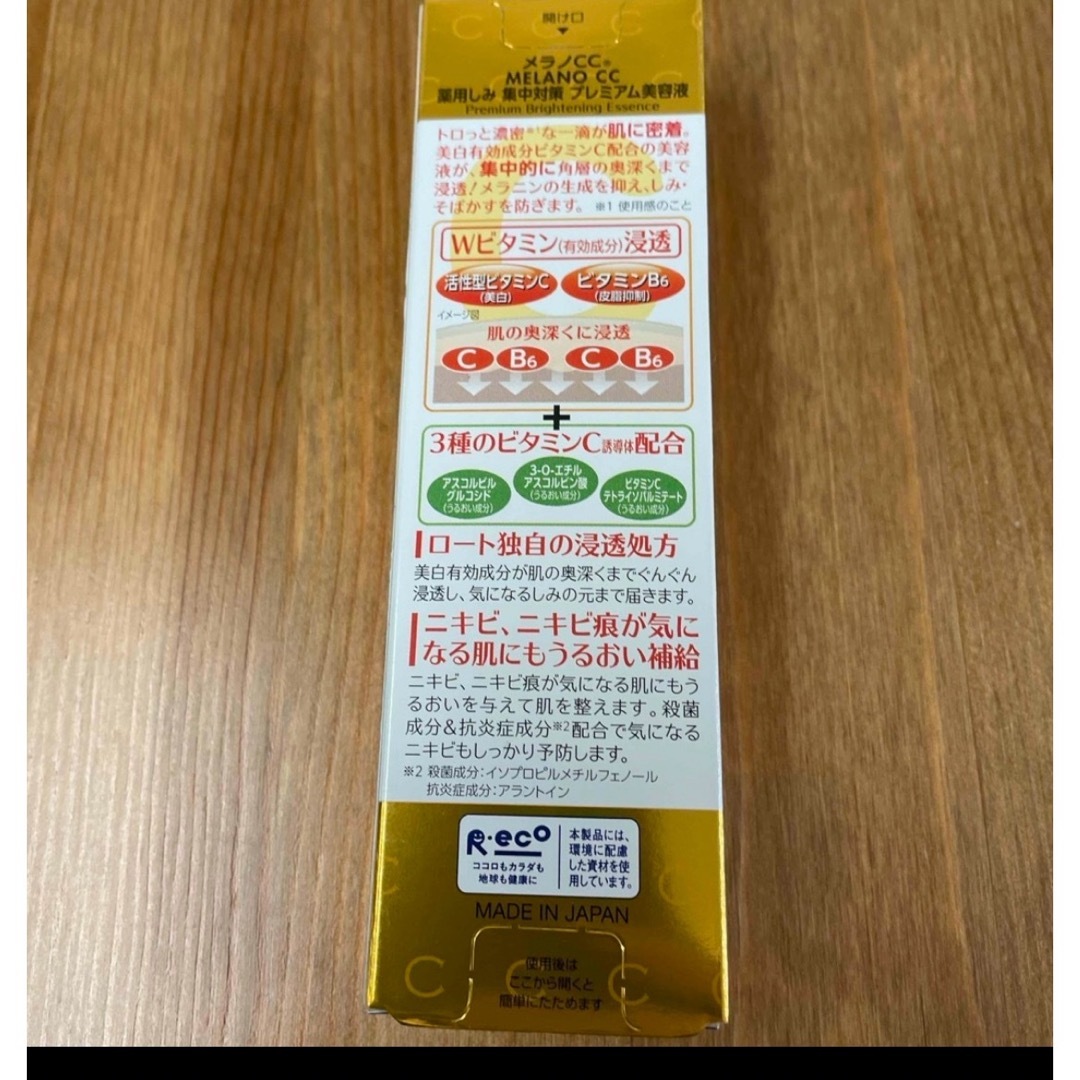 開け口
メラノCC®
MELANO CC
薬用しみ 集中対策 プレミアム美容液
Premium Brightening Essence
トロっと濃密※1な一滴が肌に密着。
美白有効成分ビタミンC配合の美容
液が、集中的に角層の奥深くまで
浸透!メラニンの生成を抑え、しみ・
そばかすを防ぎます。 ※1 使用感のこと
Wビタミン(有効成分)浸透
活性型ビタミンC
(美白)
ビタミンB6
(皮脂抑制)
イメージ図
肌の奥深くに浸透
C B6 C B6
+
3種のビタミンC誘導体配合
アスコルビル
グルコシド
(うるおい成分)
3-O-エチル
アスコルビン酸
(うるおい成分)
ビタミンC
テトライソパルミテート
(うるおい成分)
ロート独自の浸透処方
美白有効成分が肌の奥深くまでぐんぐん
浸透し、気になるしみの元まで届きます。
ニキビ、ニキビ痕が気に
なる肌にもうるおい補給
ニキビ、ニキビ痕が気になる肌にもう
るおいを与えて肌を整えます。殺菌
成分&抗炎症成分※2配合で気になる
ニキビもしっかり予防します。
※2 殺菌成分:イソプロピルメチルフェノール
抗炎症成分:アラントイン
R・eco
ココロもカラダも
地球も健康に
本製品には、
環境に配慮
した資材を使
用しています。
MADE IN JAPAN
C C C C C
使用後は
ここから開くと
簡単にたためます